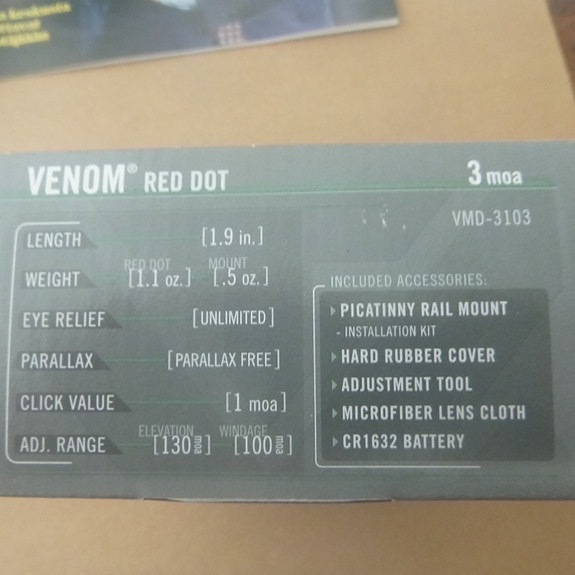 VENOM® RED DOT
3 moa
VMD-3103
LENGTH [1.9 in.]
RED DOT MOUNT
WEIGHT [1.1 oz.] [.5 oz.]
EYE RELIEF [UNLIMITED]
PARALLAX [PARALLAX FREE]
CLICK VALUE [1 moa]
ELEVATION WINDAGE
ADJ. RANGE [130 moa] [100 moa]
INCLUDED ACCESSORIES:
PICATINNY RAIL MOUNT
- INSTALLATION KIT
HARD RUBBER COVER
ADJUSTMENT TOOL
MICROFIBER LENS CLOTH
CR1632 BATTERY